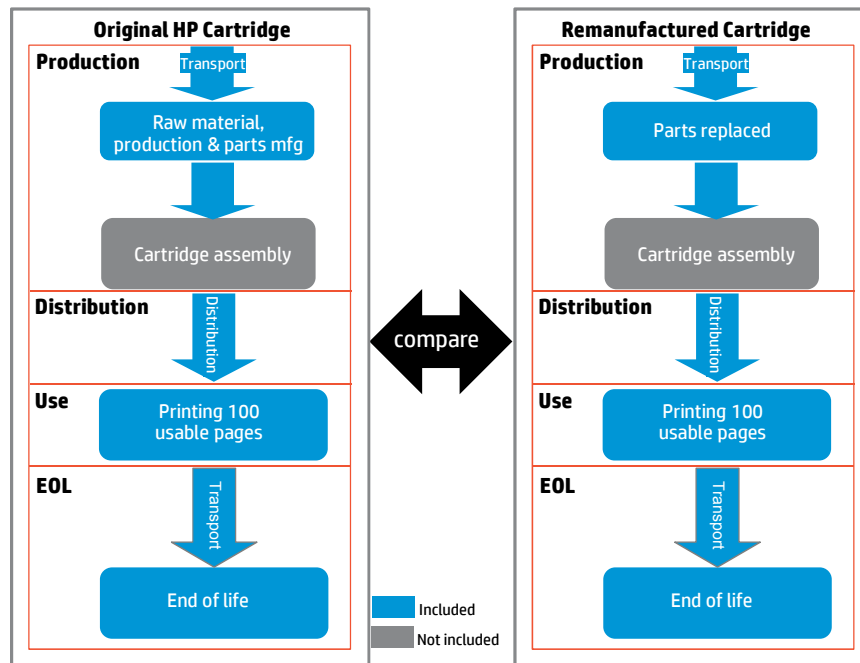 Original HP Cartridge
Production
Transport
Raw material,
production & parts mfg
Cartridge assembly
Distribution
Distribution
Use
Printing 100
usable pages
EOL
Transport
End of life
compare
Included
Not included
Remanufactured Cartridge
Production
Transport
Parts replaced
Cartridge assembly
Distribution
Distribution
Use
Printing 100
usable pages
EOL
Transport
End of life